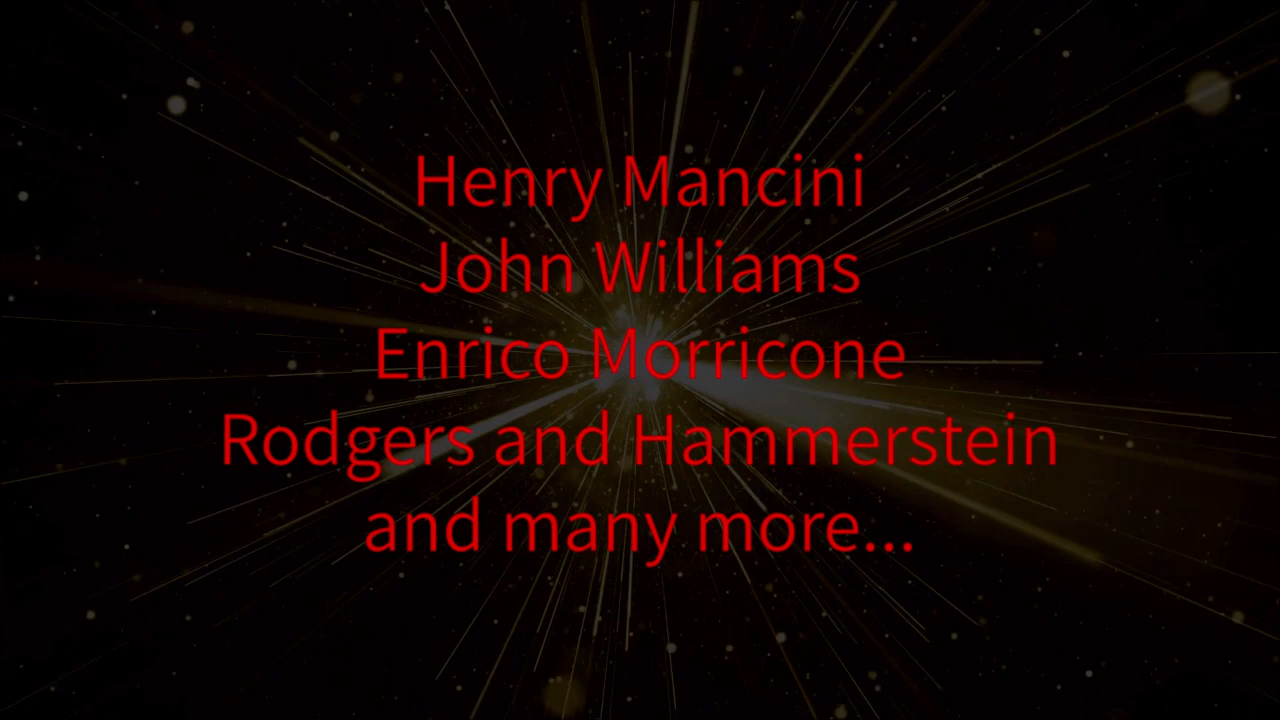 Henry Mancini
John Williams
Enrico Morricone
Rodgers and Hammerstein
and many more...